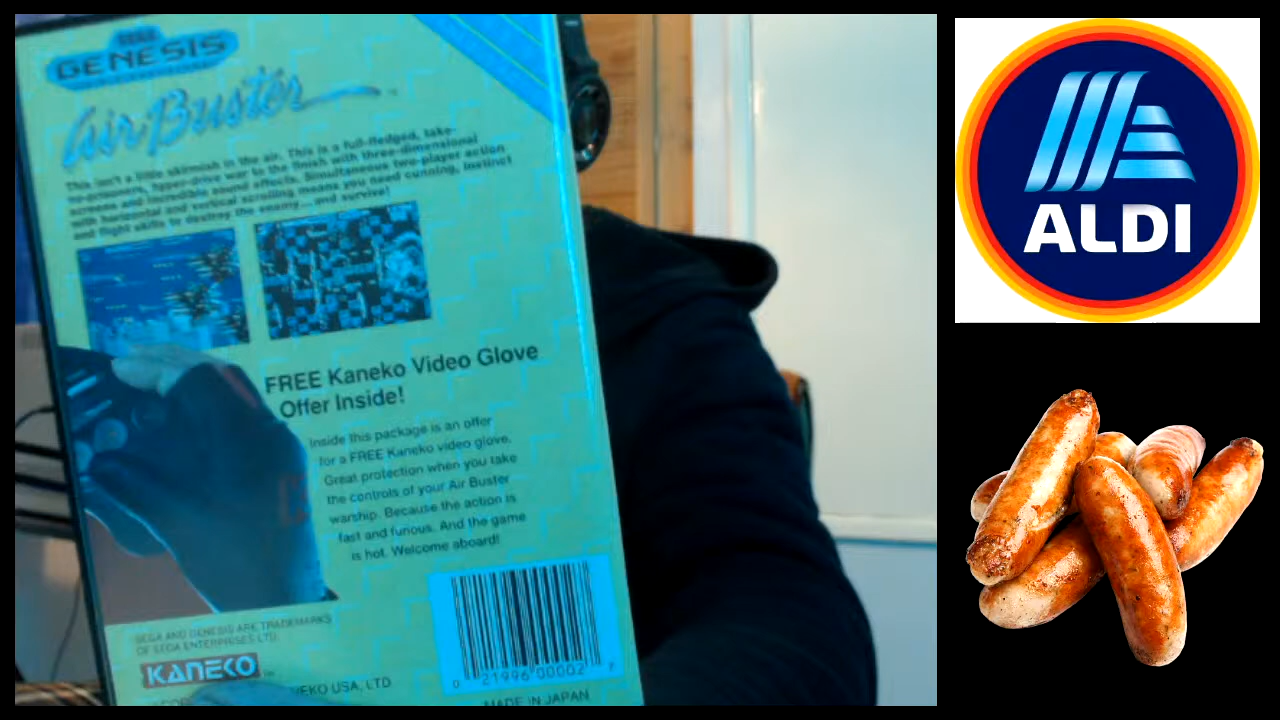 SEGA
GENESIS
Air Buster
This isn't a little skirmish in the air. This is a full-fledged, take-
no-prisoners, hyper-drive war to the finish with three-dimensional
screens and incredible sound effects. Simultaneous two-player action
with horizontal and vertical scrolling means you need cunning, instinct
and flight skills to destroy the enemy... and survive!
FREE Kaneko Video Glove
Offer Inside!
Inside this package is an offer
for a FREE Kaneko video glove.
Great protection when you take
the controls of your Air Buster
warship. Because the action is
fast and furious. And the game
is hot. Welcome aboard!
SEGA AND GENESIS ARE TRADEMARKS
OF SEGA ENTERPRISES LTD.
KANEKO
USA, LTD
0 21996 00002 7
MADE IN JAPAN
ALDI